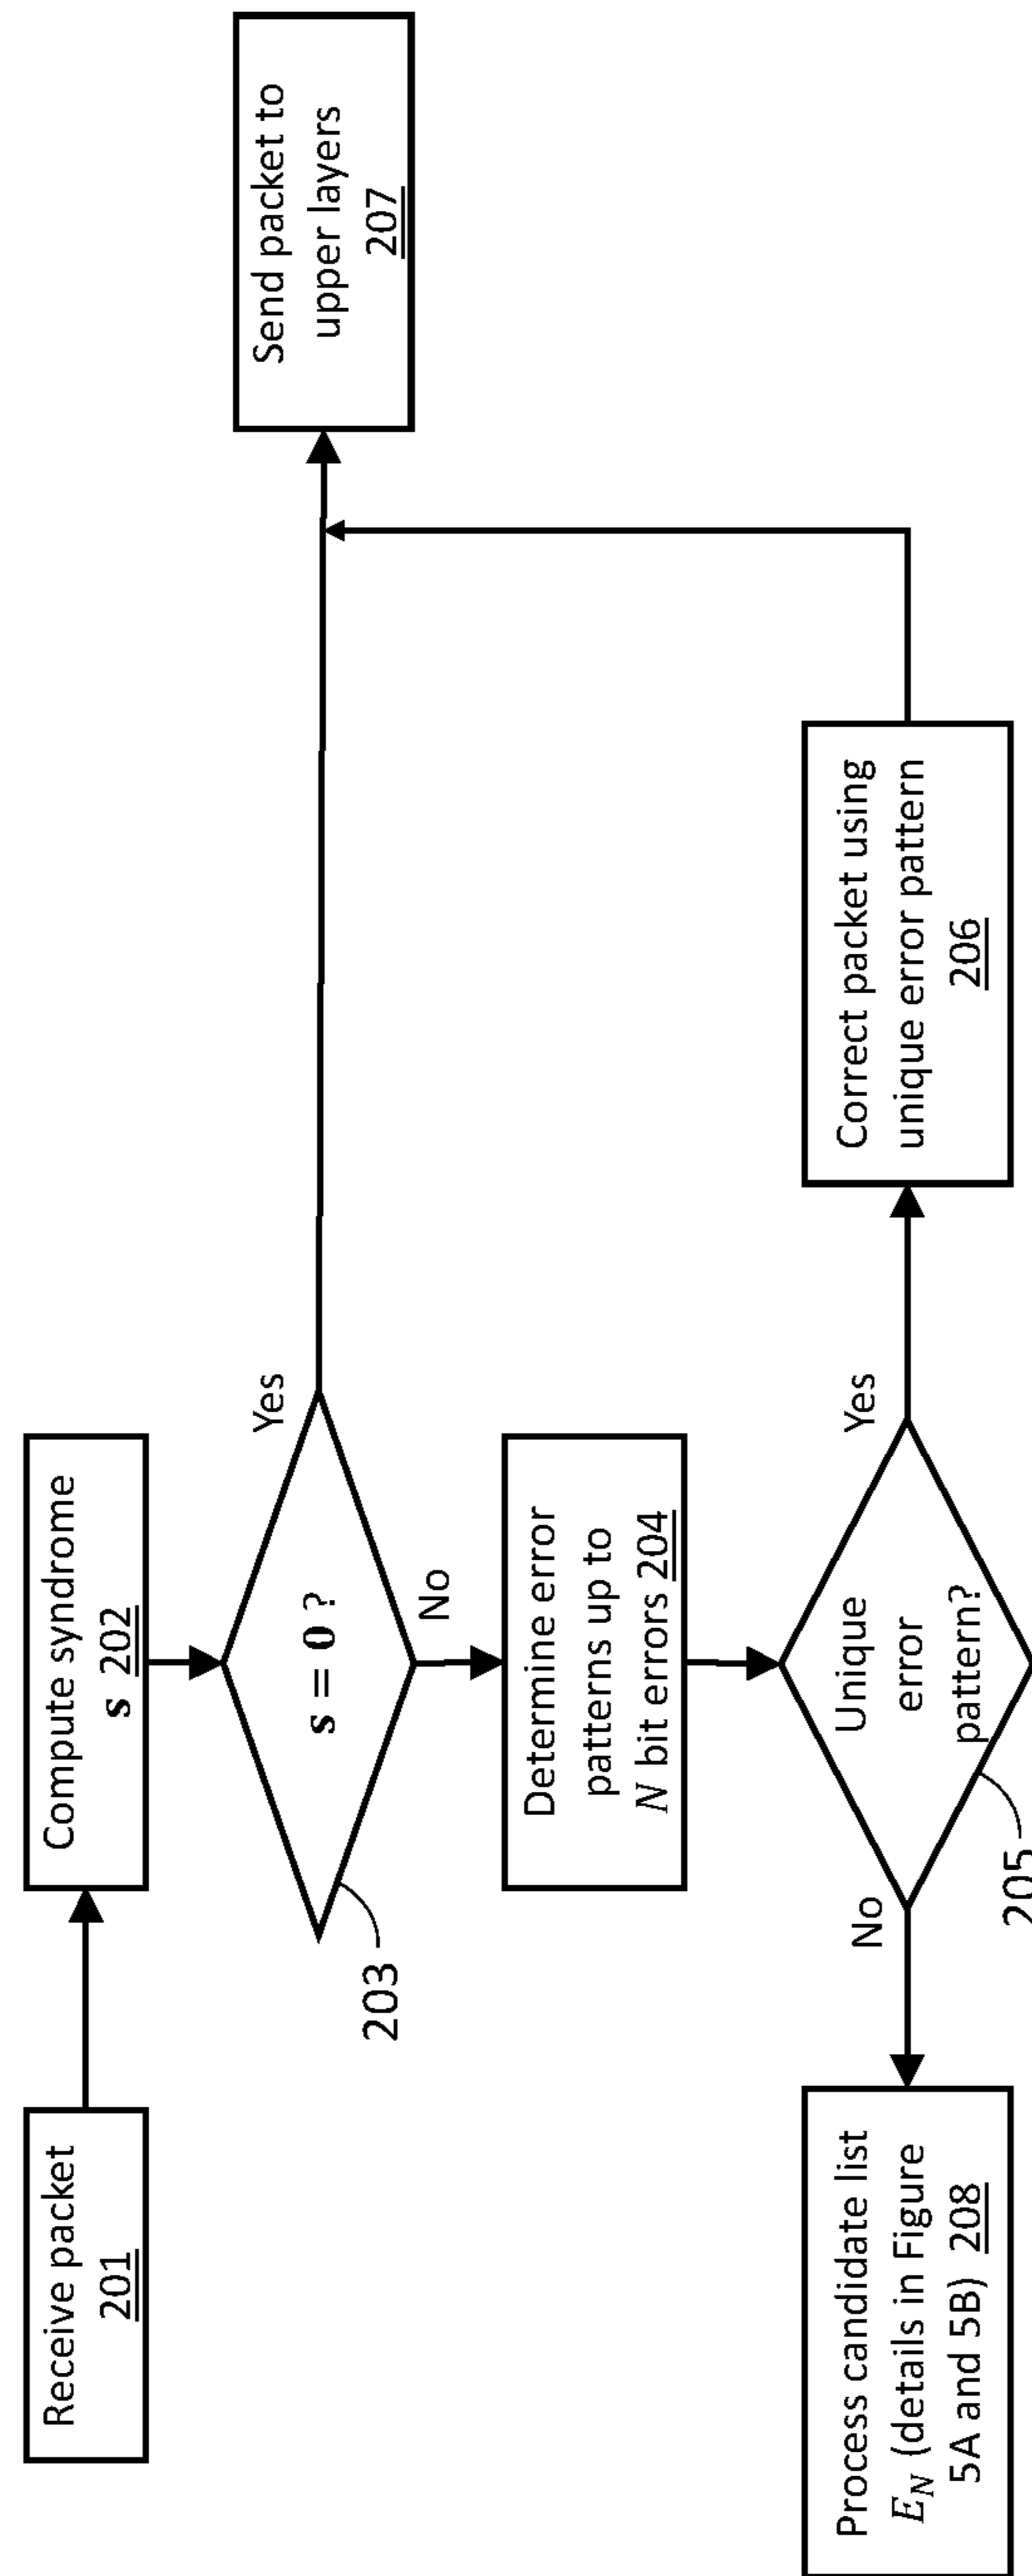 Receive packet
201
Compute syndrome
s 202
s = 0 ?
203
Yes
No
Send packet to
upper layers
207
Determine error
patterns up to
N bit errors 204
Unique
error
pattern?
205
Yes
No
Correct packet using
unique error pattern
206
Process candidate list
E_N (details in Figure
5A and 5B) 208